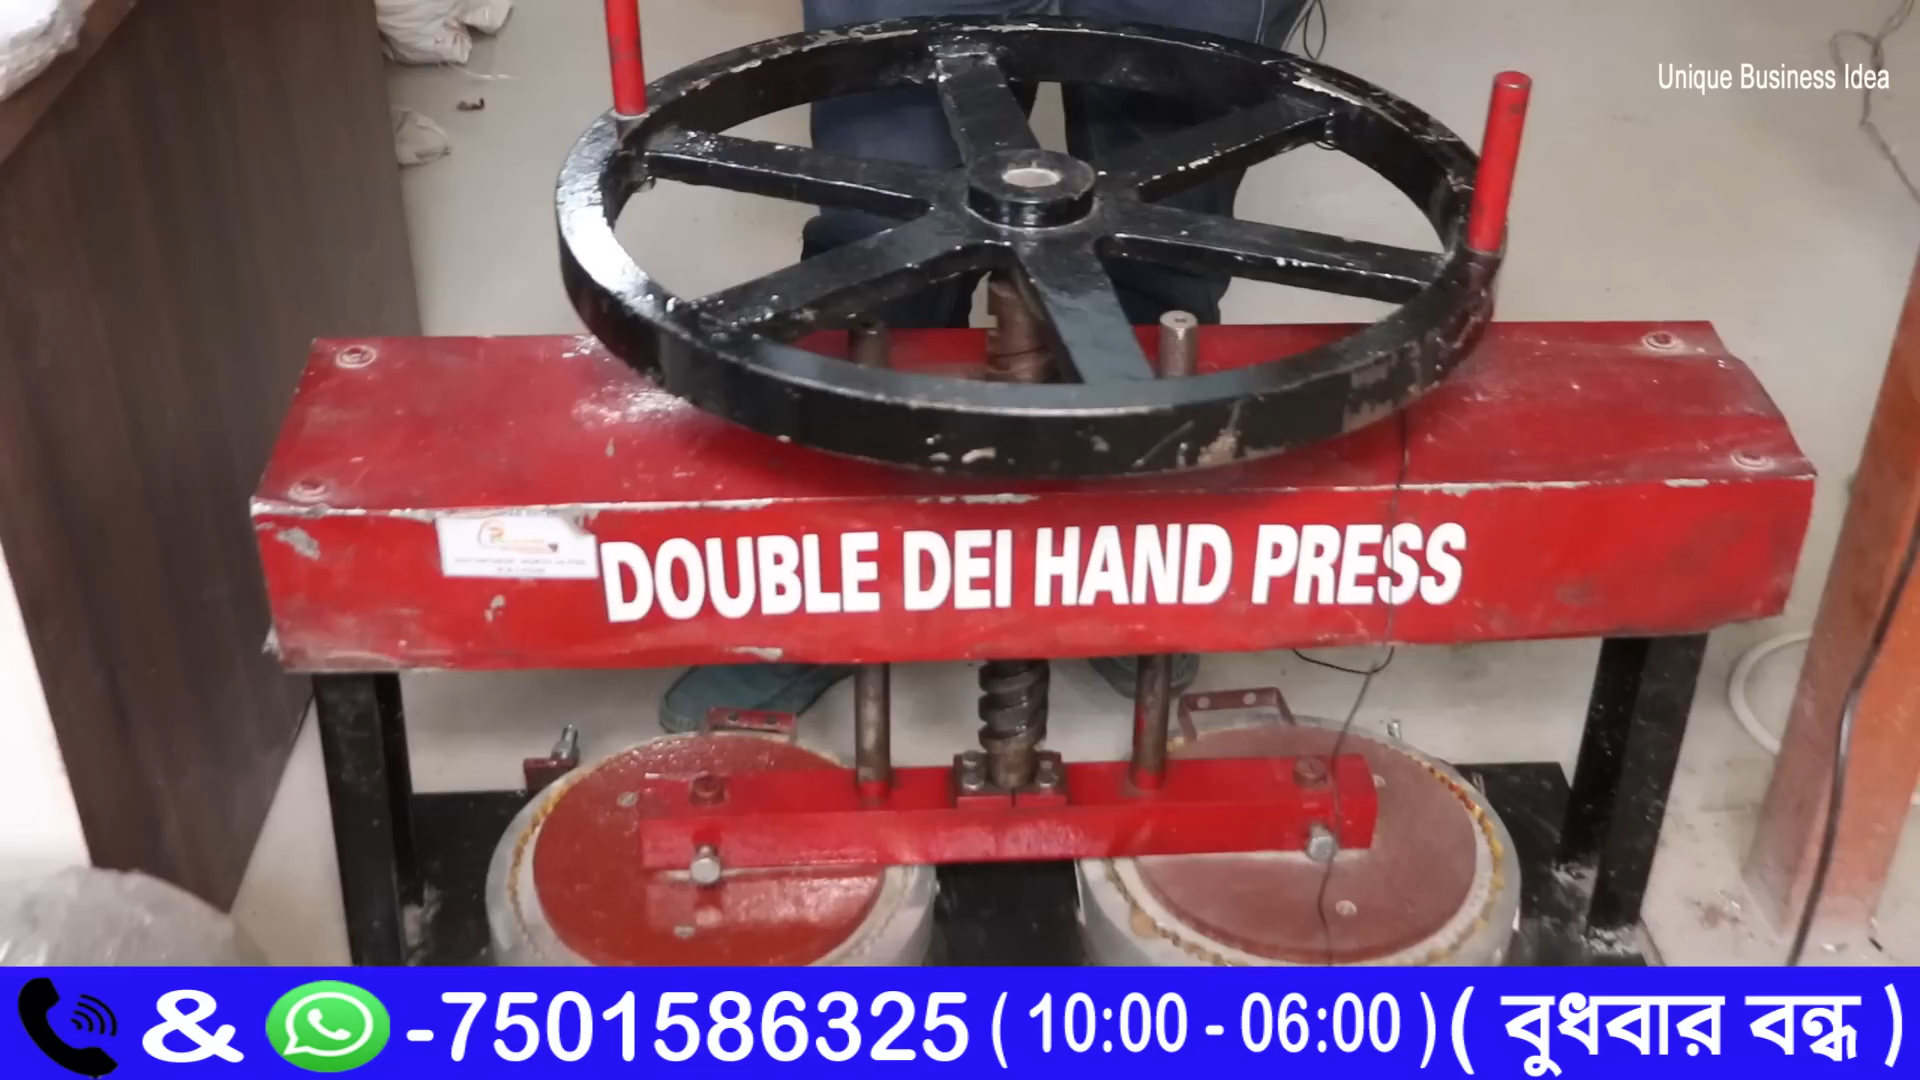 Unique Business Idea
DOUBLE DEI HAND PRESS
& -7501586325 ( 10:00 - 06:00 ) ( বুধবার বন্ধ )